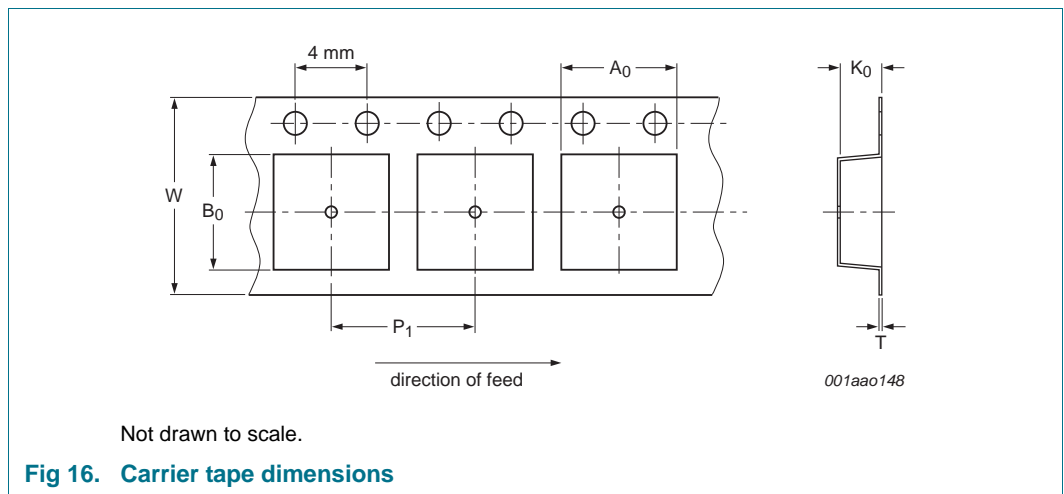 4 mm
A0
K0
W
B0
P1
T
direction of feed
001aao148
Not drawn to scale.
Fig 16. Carrier tape dimensions